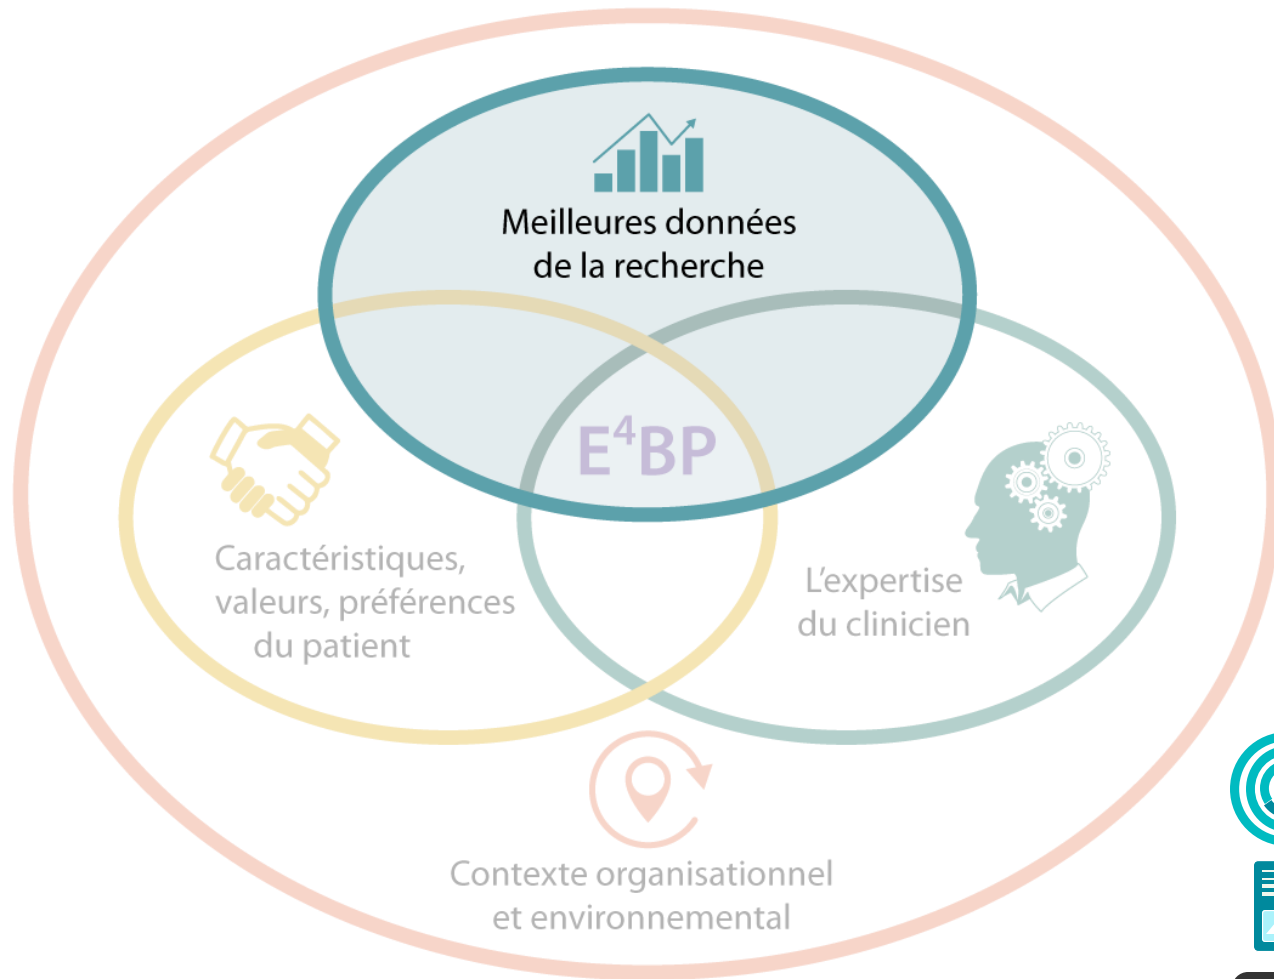 Meilleures données
de la recherche
E⁴BP
Caractéristiques,
valeurs, préférences
du patient
L'expertise
du clinicien
Contexte organisationnel
et environnemental